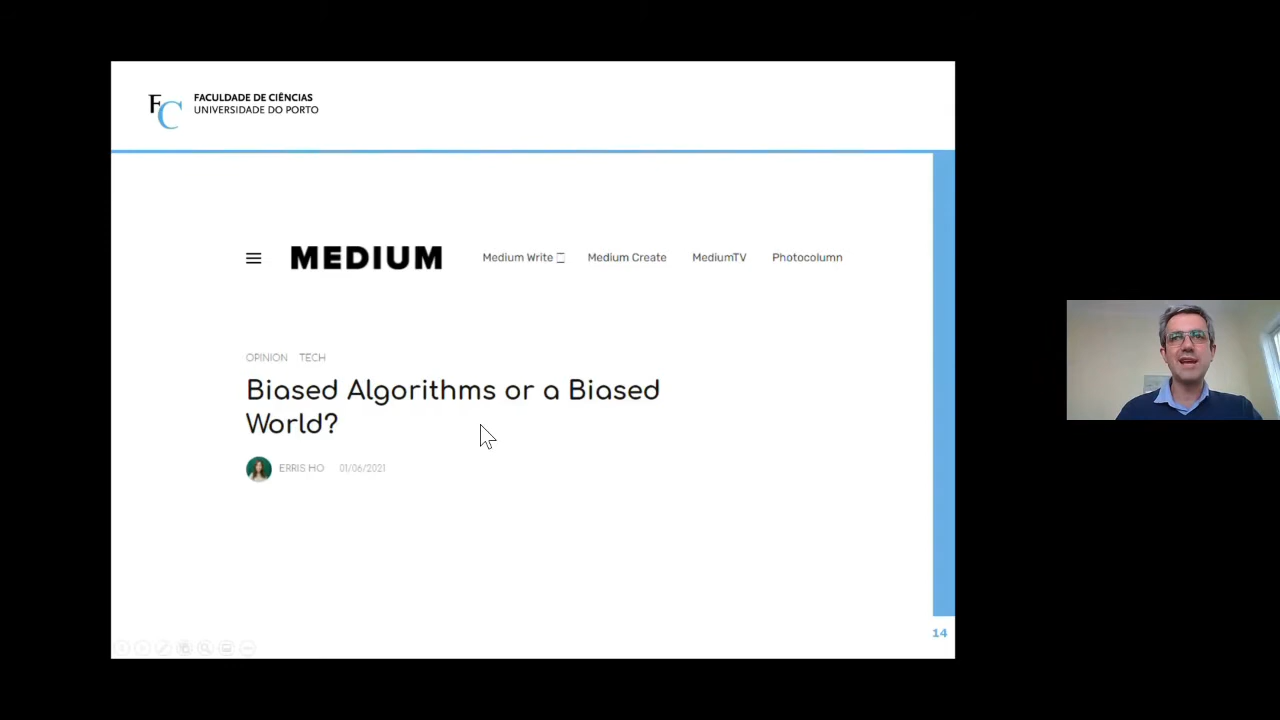 FACULDADE DE CIÊNCIAS
UNIVERSIDADE DO PORTO
MEDIUM Medium Write Medium Create MediumTV Photocolumn
OPINION TECH
Biased Algorithms or a Biased
World?
ERRIS HO 01/06/2021
14